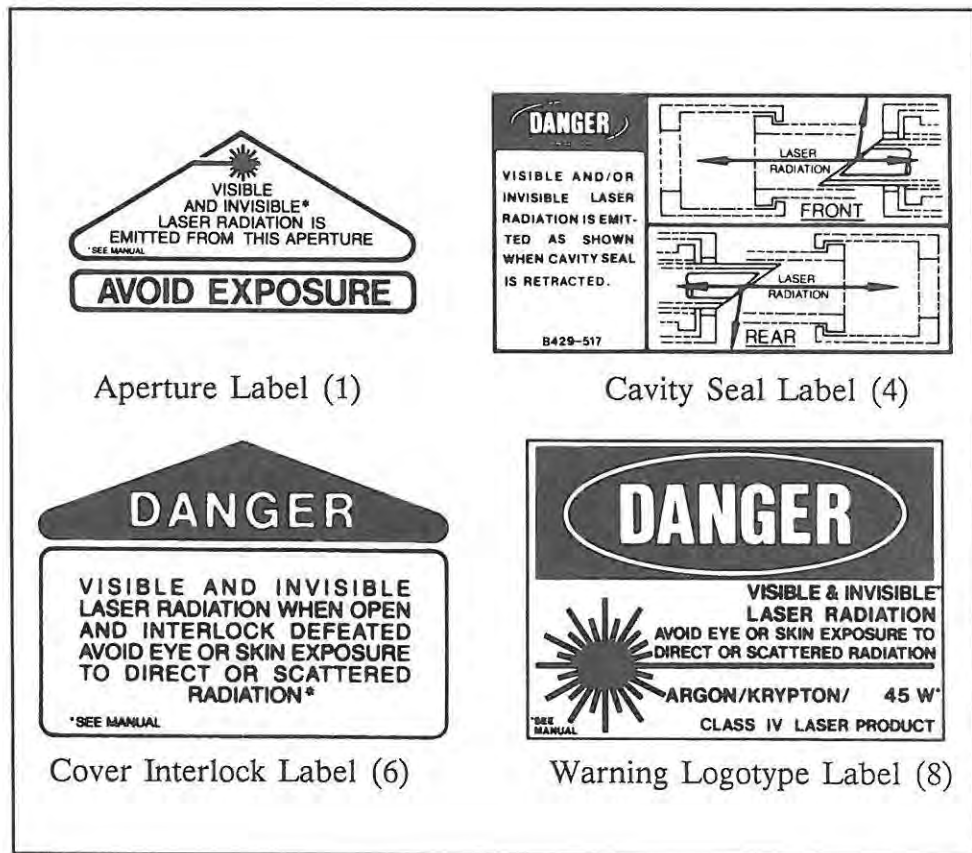 VISIBLE
AND INVISIBLE*
LASER RADIATION IS
EMITTED FROM THIS APERTURE
*SEE MANUAL
AVOID EXPOSURE
Aperture Label (1)
DANGER
VISIBLE AND/OR
INVISIBLE LASER
RADIATION IS EMIT-
TED AS SHOWN
WHEN CAVITY SEAL
IS RETRACTED.
B429-517
LASER
RADIATION
FRONT
LASER
RADIATION
REAR
Cavity Seal Label (4)
DANGER
VISIBLE AND INVISIBLE
LASER RADIATION WHEN OPEN
AND INTERLOCK DEFEATED
AVOID EYE OR SKIN EXPOSURE
TO DIRECT OR SCATTERED
RADIATION*
*SEE MANUAL
Cover Interlock Label (6)
DANGER
VISIBLE & INVISIBLE
LASER RADIATION
AVOID EYE OR SKIN EXPOSURE TO
DIRECT OR SCATTERED RADIATION
ARGON/KRYPTON/ 45 W*
*SEE
MANUAL
CLASS IV LASER PRODUCT
Warning Logotype Label (8)